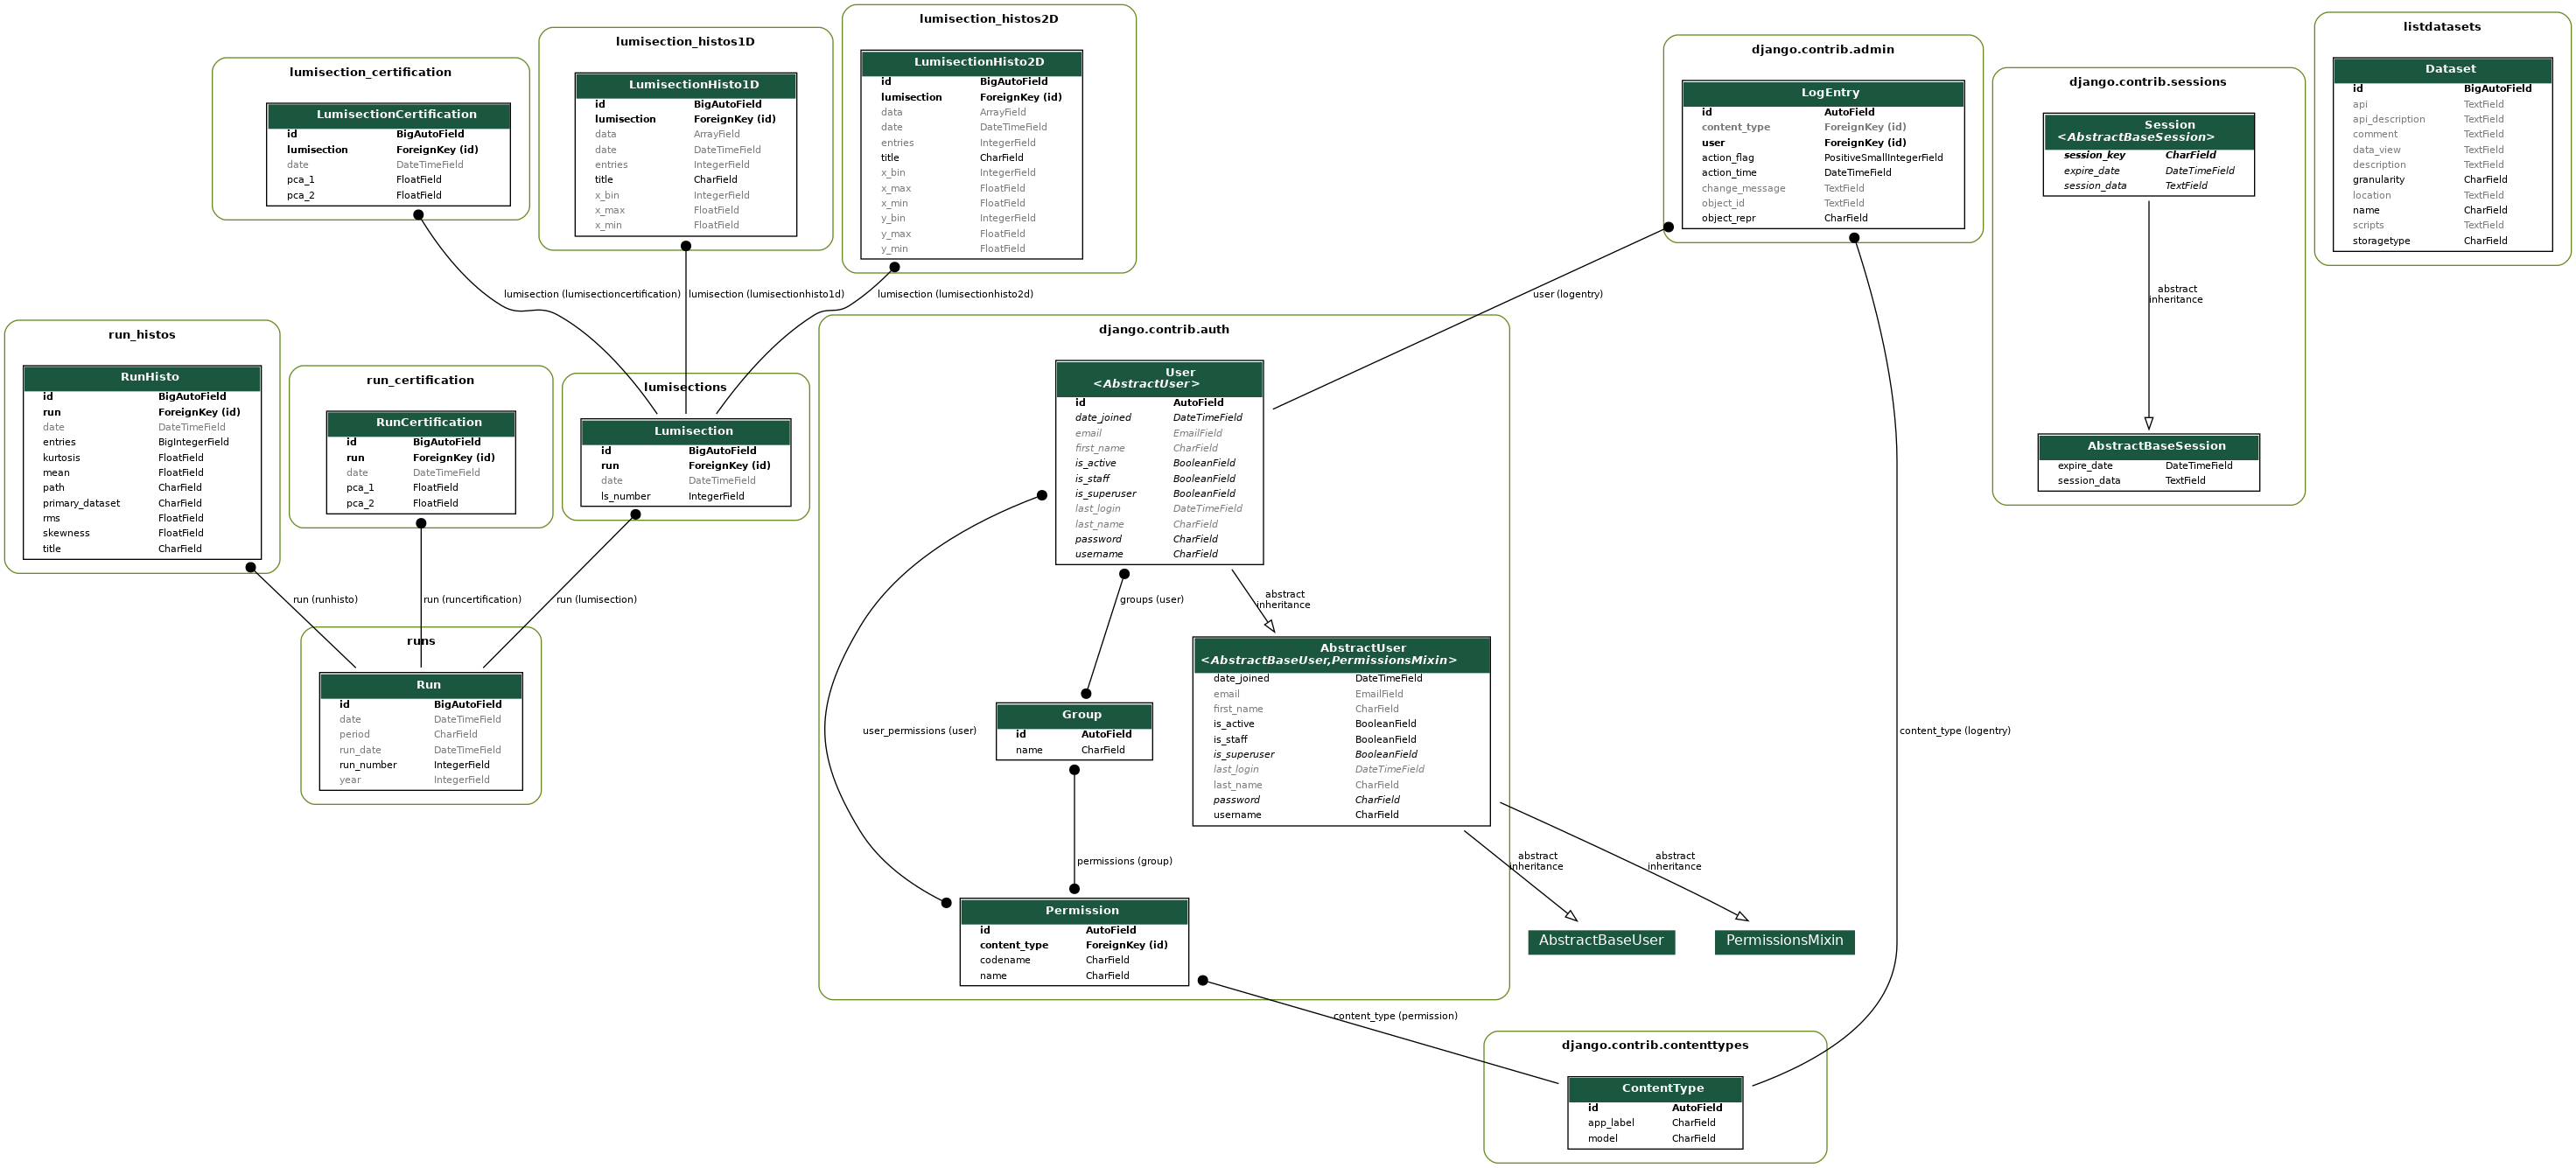 lumisection_certification
LumisectionCertification
id BigAutoField
lumisection ForeignKey (id)
date DateTimeField
pca_1 FloatField
pca_2 FloatField
lumisection_histos1D
LumisectionHisto1D
id BigAutoField
lumisection ForeignKey (id)
data ArrayField
date DateTimeField
entries IntegerField
title CharField
x_bin IntegerField
x_max FloatField
x_min FloatField
lumisection_histos2D
LumisectionHisto2D
id BigAutoField
lumisection ForeignKey (id)
data ArrayField
date DateTimeField
entries IntegerField
title CharField
x_bin IntegerField
x_max FloatField
x_min FloatField
y_bin IntegerField
y_max FloatField
y_min FloatField
django.contrib.admin
LogEntry
id AutoField
content_type ForeignKey (id)
user ForeignKey (id)
action_flag PositiveSmallIntegerField
action_time DateTimeField
change_message TextField
object_id TextField
object_repr CharField
django.contrib.sessions
Session
<AbstractBaseSession>
session_key CharField
expire_date DateTimeField
session_data TextField
abstract
inheritance
AbstractBaseSession
expire_date DateTimeField
session_data TextField
listdatasets
Dataset
id BigAutoField
api TextField
api_description TextField
comment TextField
data_view TextField
description TextField
granularity CharField
location TextField
name CharField
scripts TextField
storagetype CharField
lumisection (lumisectioncertification)
lumisection (lumisectionhisto1d)
lumisection (lumisectionhisto2d)
user (logentry)
run_histos
RunHisto
id BigAutoField
run ForeignKey (id)
date DateTimeField
entries BigIntegerField
kurtosis FloatField
mean FloatField
path CharField
primary_dataset CharField
rms FloatField
skewness FloatField
title CharField
run_certification
RunCertification
id BigAutoField
run ForeignKey (id)
date DateTimeField
pca_1 FloatField
pca_2 FloatField
lumisections
Lumisection
id BigAutoField
run ForeignKey (id)
date DateTimeField
ls_number IntegerField
run (runhisto)
run (runcertification)
run (lumisection)
runs
Run
id BigAutoField
date DateTimeField
period CharField
run_date DateTimeField
run_number IntegerField
year IntegerField
django.contrib.auth
User
<AbstractUser>
id AutoField
date_joined DateTimeField
email EmailField
first_name CharField
is_active BooleanField
is_staff BooleanField
is_superuser BooleanField
last_login DateTimeField
last_name CharField
password CharField
username CharField
groups (user)
abstract
inheritance
user_permissions (user)
Group
id AutoField
name CharField
AbstractUser
<AbstractBaseUser,PermissionsMixin>
date_joined DateTimeField
email EmailField
first_name CharField
is_active BooleanField
is_staff BooleanField
is_superuser BooleanField
last_login DateTimeField
last_name CharField
password CharField
username CharField
permissions (group)
abstract
inheritance
abstract
inheritance
content_type (logentry)
Permission
id AutoField
content_type ForeignKey (id)
codename CharField
name CharField
AbstractBaseUser
PermissionsMixin
content_type (permission)
django.contrib.contenttypes
ContentType
id AutoField
app_label CharField
model CharField